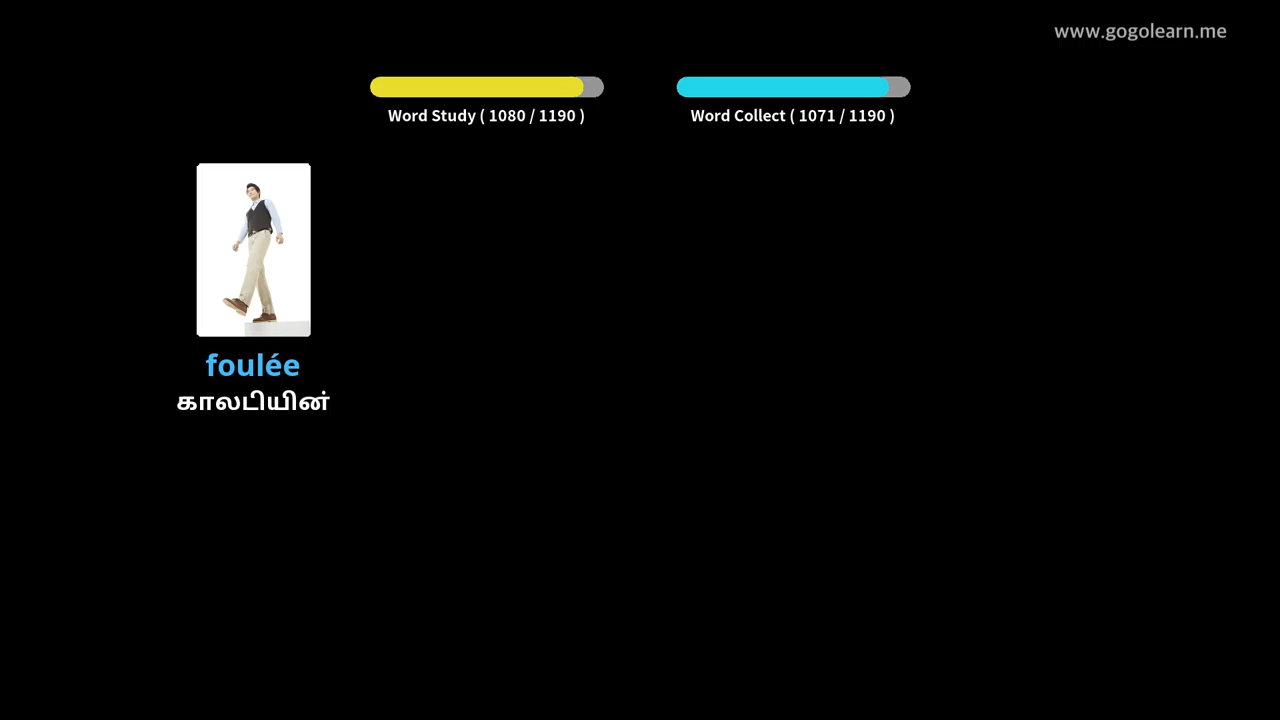 www.gogolearn.me
Word Study ( 1080 / 1190 )
Word Collect ( 1071 / 1190 )
foulée
காலடியின்